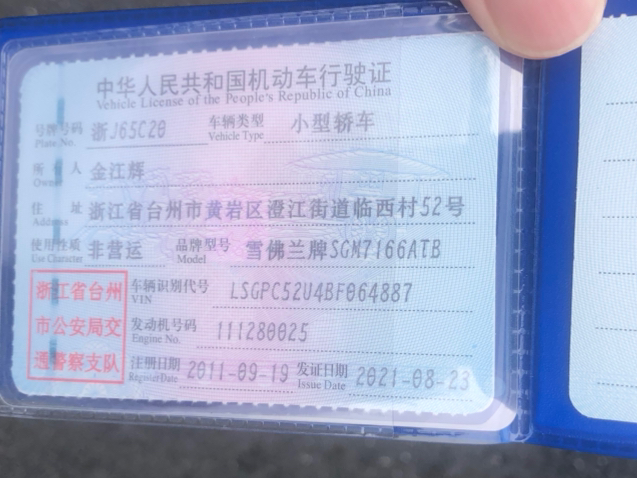 中华人民共和国机动车行驶证
Vehicle License of the People's Republic of China
号牌号码 浙J65C20 车辆类型 小型轿车
Plate No. Vehicle Type
所有人 金江辉
Owner
住址 浙江省台州市黄岩区澄江街道临西村52号
Address
使用性质 非营运 品牌型号 雪佛兰牌SGM7166ATB
Use Character Model
浙江省台州
市公安局交
通警察支队
车辆识别代号 LSGPC52U4BF064887
VIN
发动机号码 111280025
Engine No.
注册日期 2011-09-19 发证日期 2021-08-23
Register Date Issue Date